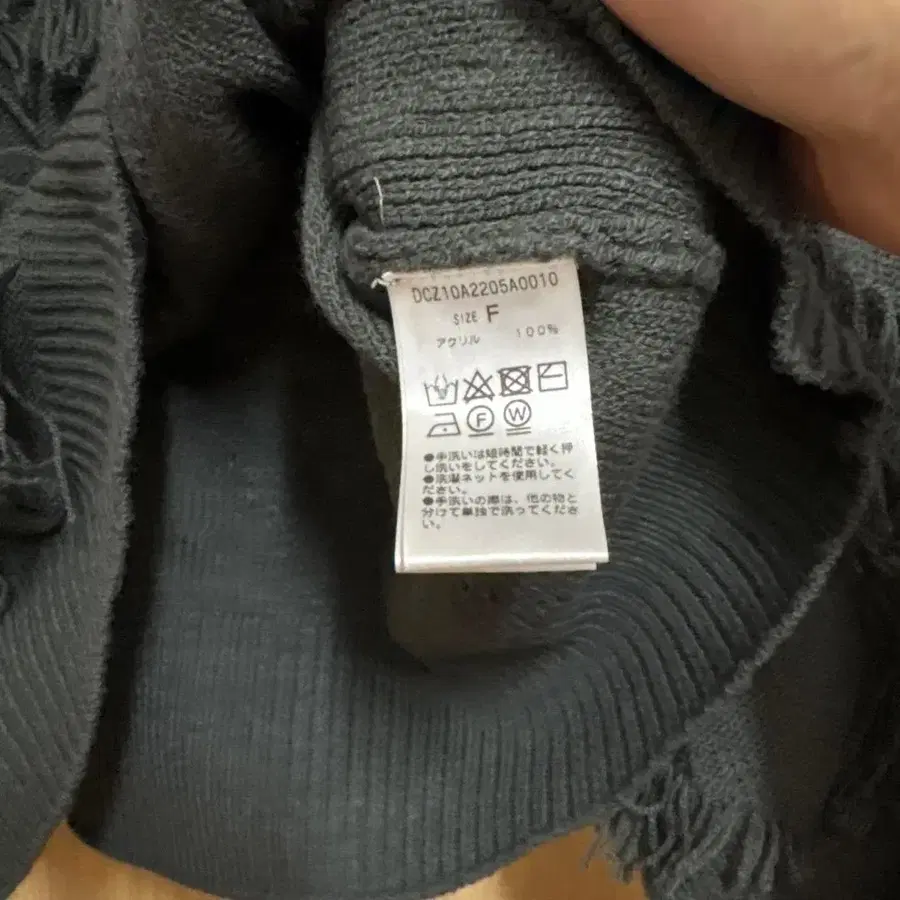 DCZ10A2205A0010
SIZE F
アクリル 100%
F W
●手洗いは短時間で軽く押
し洗いをしてください。
●洗濯ネットを使用してく
ださい。
●手洗いの際は、他の物と
分けて単独で洗ってくださ
い。